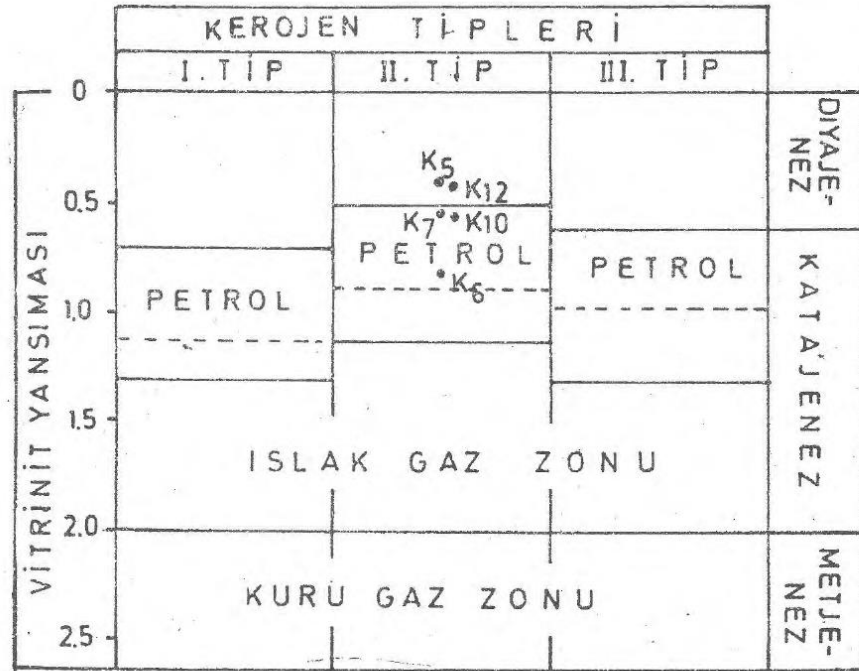 KEROJEN TİPLERİ
I. TİP II. TİP III. TİP
VİTRİNİT YANSIMASI
0
0.5
1.0
1.5
2.0
2.5
K5
K12
K7 K10
PETROL
K6
PETROL
PETROL
ISLAK GAZ ZONU
KURU GAZ ZONU
DIYAJE-
NEZ
KATAJENEZ
METJE-
NEZ